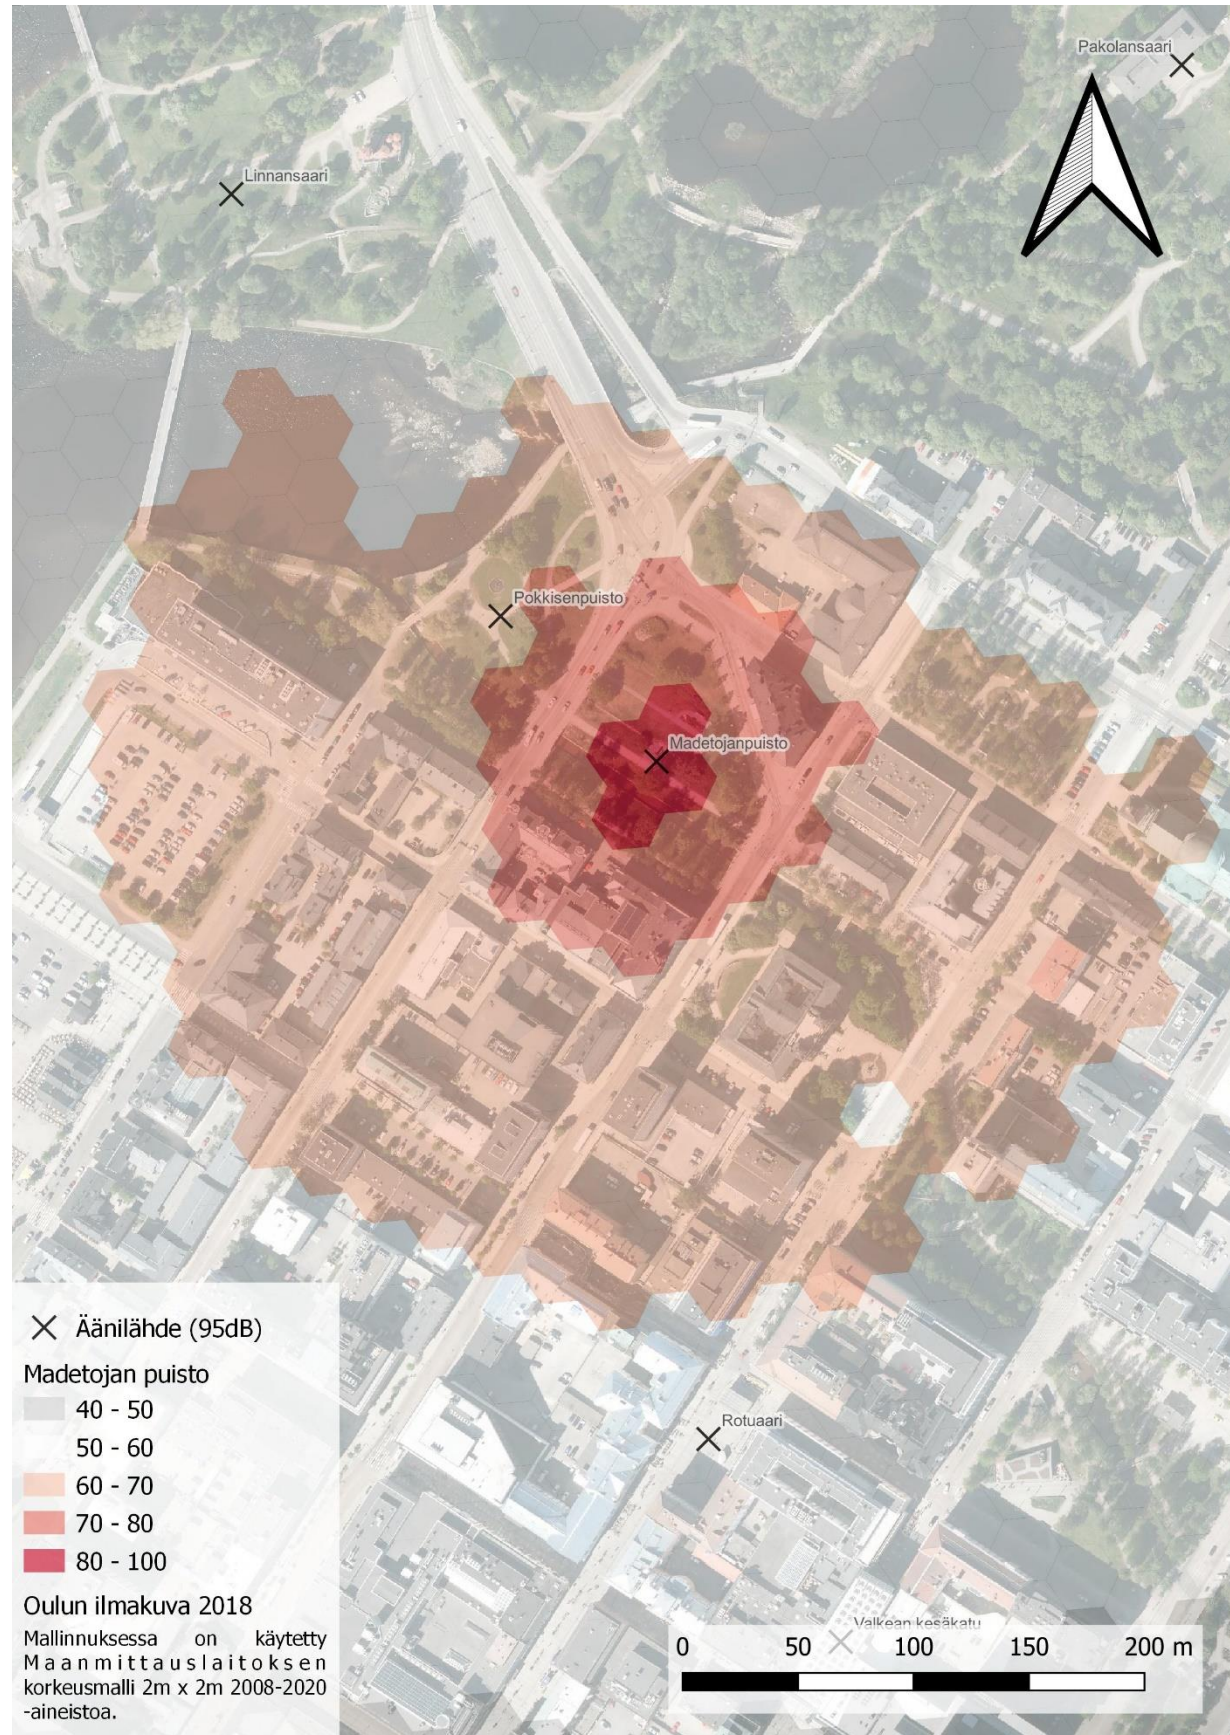 Pakolansaari
Linnansaari
Pokkisenpuisto
Madetojanpuisto
Rotuaari
Valkean kesäkatu
Äänilähde (95dB)
Madetojan puisto
40 - 50
50 - 60
60 - 70
70 - 80
80 - 100
Oulun ilmakuva 2018
Mallinnuksessa on käytetty
Maanmittauslaitoksen
korkeusmalli 2m x 2m 2008-2020
-aineistoa.
0 50 100 150 200 m